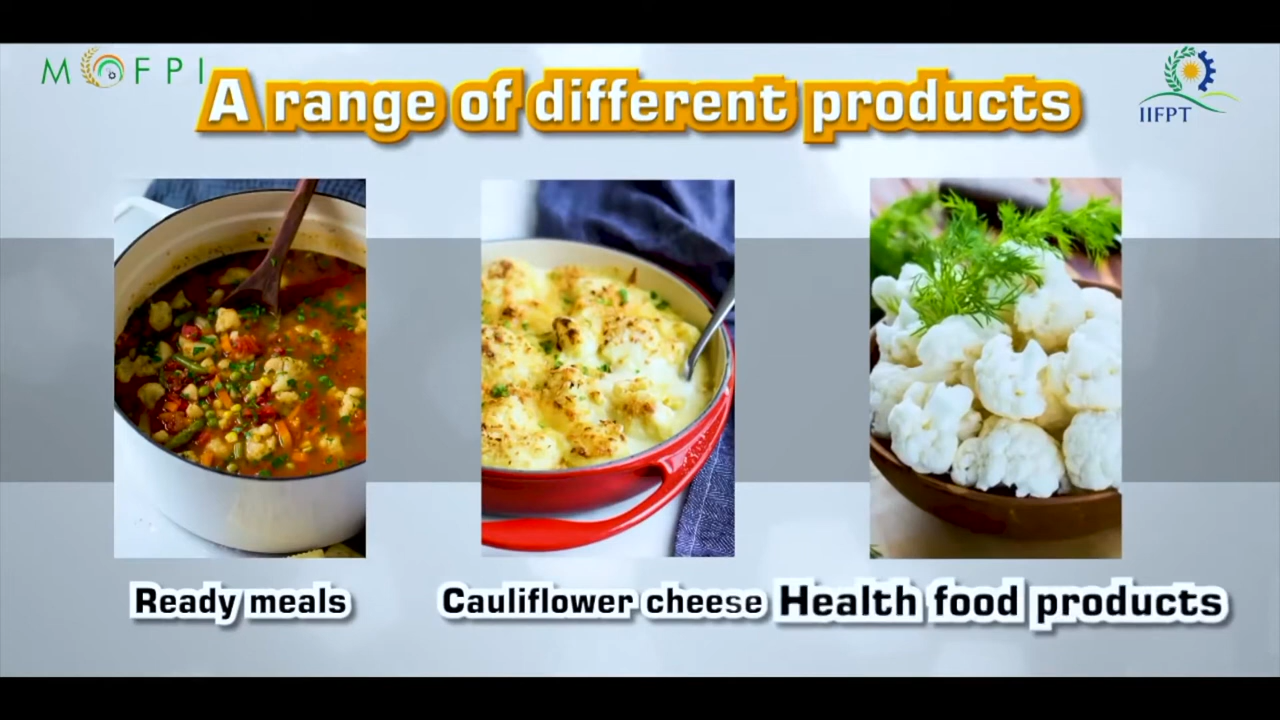 MOFPI
A range of different products
IIFPT
Ready meals
Cauliflower cheese
Health food products